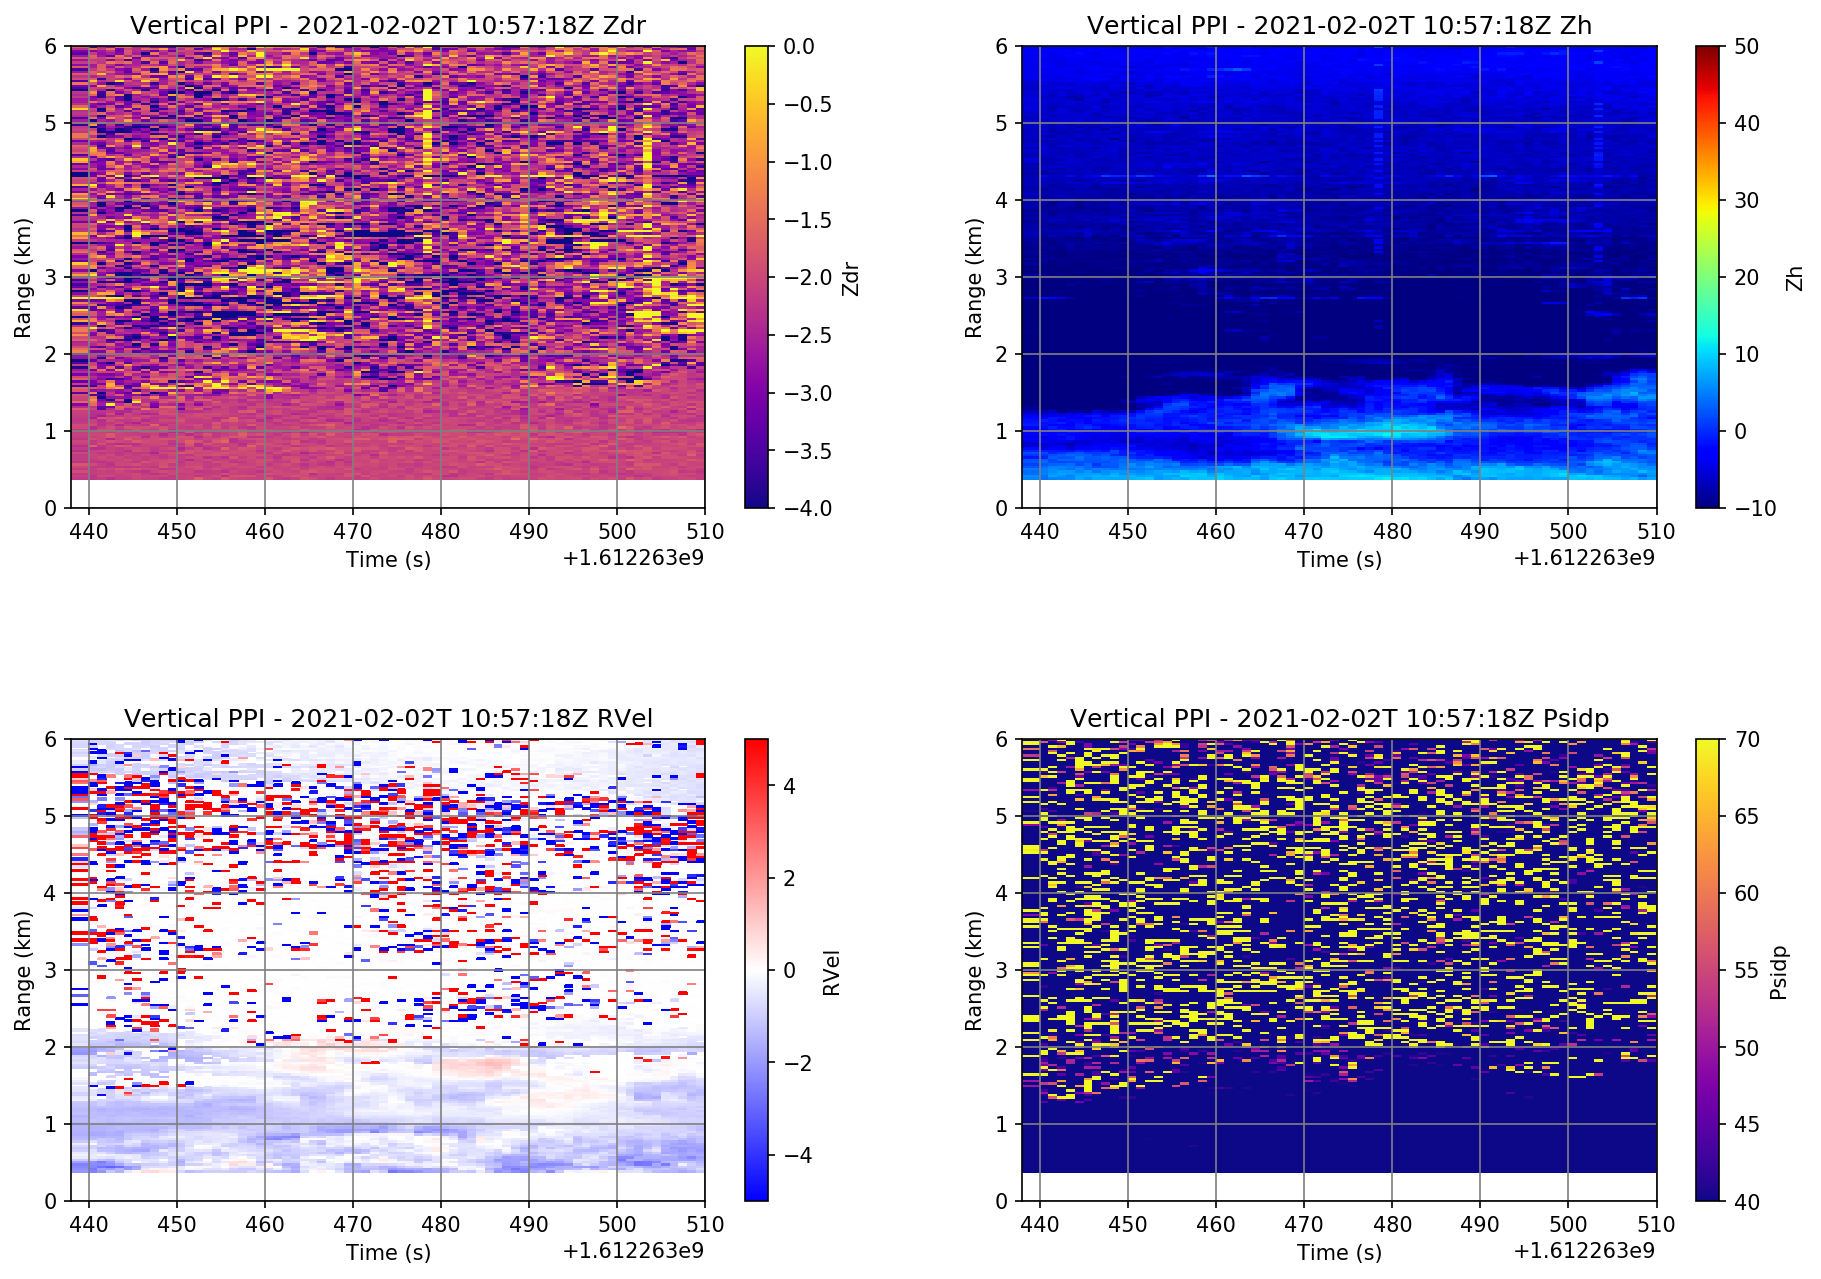 Vertical PPI - 2021-02-02T 10:57:18Z Zdr
6
5
4
3
2
1
0
Range (km)
440 450 460 470 480 490 500 510
Time (s)
+1.612263e9
0.0
−0.5
−1.0
−1.5
−2.0
−2.5
−3.0
−3.5
−4.0
Zdr
Vertical PPI - 2021-02-02T 10:57:18Z Zh
6
5
4
3
2
1
0
Range (km)
440 450 460 470 480 490 500 510
Time (s)
+1.612263e9
50
40
30
20
10
0
−10
Zh
Vertical PPI - 2021-02-02T 10:57:18Z RVel
6
5
4
3
2
1
0
Range (km)
440 450 460 470 480 490 500 510
Time (s)
+1.612263e9
4
2
0
−2
−4
RVel
Vertical PPI - 2021-02-02T 10:57:18Z Psidp
6
5
4
3
2
1
0
Range (km)
440 450 460 470 480 490 500 510
Time (s)
+1.612263e9
70
65
60
55
50
45
40
Psidp